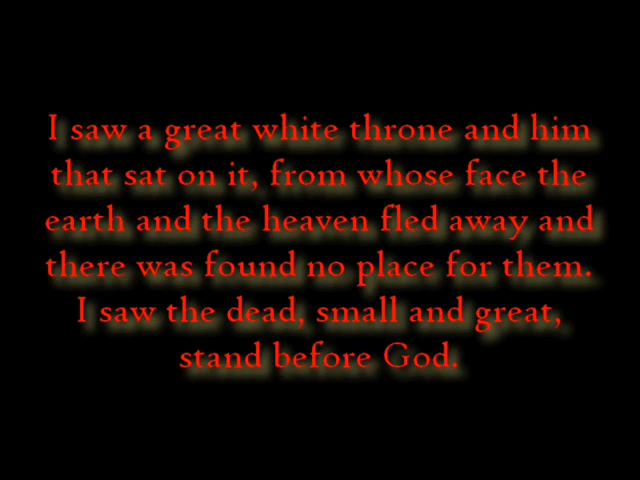 I saw a great white throne and him
that sat on it, from whose face the
earth and the heaven fled away and
there was found no place for them.
I saw the dead, small and great,
stand before God.